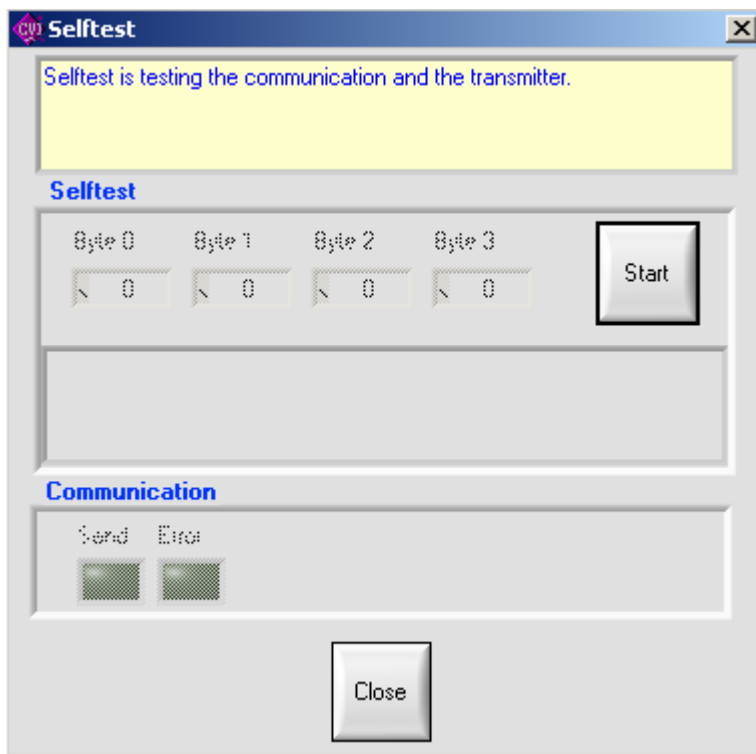 CVI Selftest
Selftest is testing the communication and the transmitter.
Selftest
Byte 0 Byte 1 Byte 2 Byte 3
0 0 0 0
Start
Communication
Send Error
Close